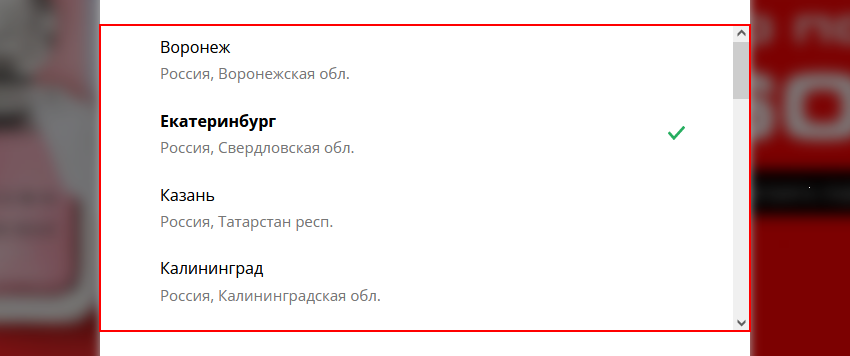 Воронеж
Россия, Воронежская обл.
Екатеринбург
Россия, Свердловская обл.
Казань
Россия, Татарстан респ.
Калининград
Россия, Калининградская обл.